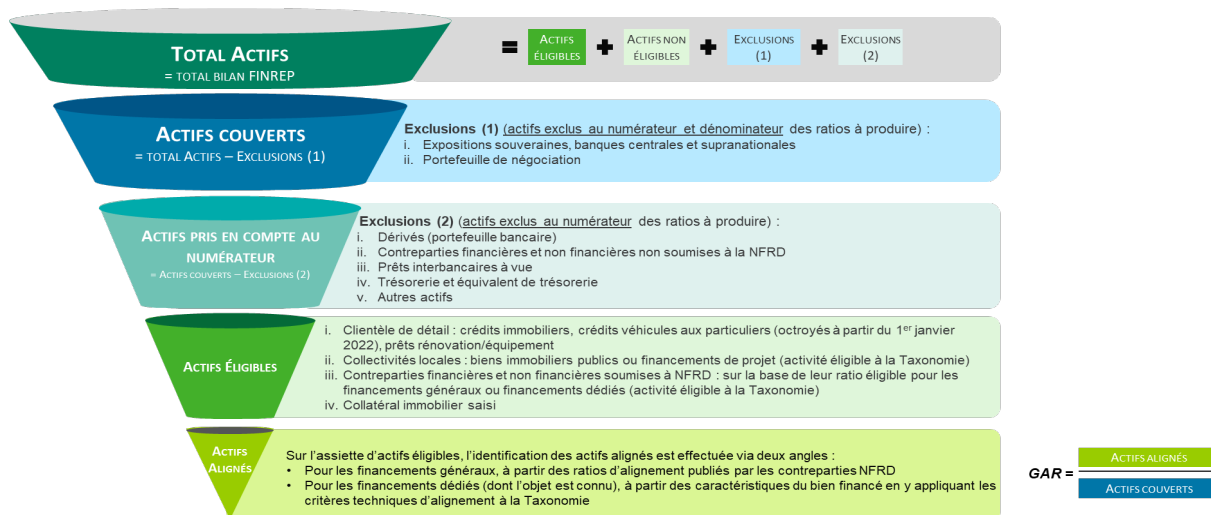 TOTAL ACTIFS
= TOTAL BILAN FINREP
= ACTIFS ÉLIGIBLES + ACTIFS NON ÉLIGIBLES + EXCLUSIONS (1) + EXCLUSIONS (2)
ACTIFS COUVERTS
= TOTAL ACTIFS – EXCLUSIONS (1)
Exclusions (1) (actifs exclus au numérateur et dénominateur des ratios à produire) :
i. Expositions souveraines, banques centrales et supranationales
ii. Portefeuille de négociation
ACTIFS PRIS EN COMPTE AU
NUMÉRATEUR
= ACTIFS COUVERTS – EXCLUSIONS (2)
Exclusions (2) (actifs exclus au numérateur des ratios à produire) :
i. Dérivés (portefeuille bancaire)
ii. Contreparties financières et non financières non soumises à la NFRD
iii. Prêts interbancaires à vue
iv. Trésorerie et équivalent de trésorerie
v. Autres actifs
ACTIFS ÉLIGIBLES
i. Clientèle de détail : crédits immobiliers, crédits véhicules aux particuliers (octroyés à partir du 1er janvier
2022), prêts rénovation/équipement
ii. Collectivités locales : biens immobiliers publics ou financements de projet (activité éligible à la Taxonomie)
iii. Contreparties financières et non financières soumises à NFRD : sur la base de leur ratio éligible pour les
financements généraux ou financements dédiés (activité éligible à la Taxonomie)
iv. Collatéral immobilier saisi
ACTIFS
ALIGNÉS
Sur l'assiette d'actifs éligibles, l'identification des actifs alignés est effectuée via deux angles :
• Pour les financements généraux, à partir des ratios d'alignement publiés par les contreparties NFRD
• Pour les financements dédiés (dont l'objet est connu), à partir des caractéristiques du bien financé en y appliquant les
critères techniques d'alignement à la Taxonomie
GAR =
ACTIFS ALIGNÉS
ACTIFS COUVERTS